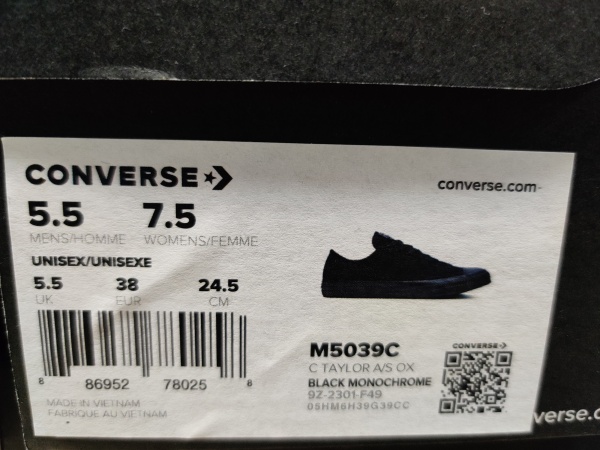 CONVERSE
converse.com
5.5 7.5
MENS/HOMME WOMENS/FEMME
UNISEX/UNISEXE
5.5 38 24.5
UK EUR CM
8 86952 78025 8
MADE IN VIETNAM
FABRIQUE AU VIETNAM
M5039C
C TAYLOR A/S OX
BLACK MONOCHROME
9Z-2301-F49
05HM6H39G39CC
CONVERSE
verse.c